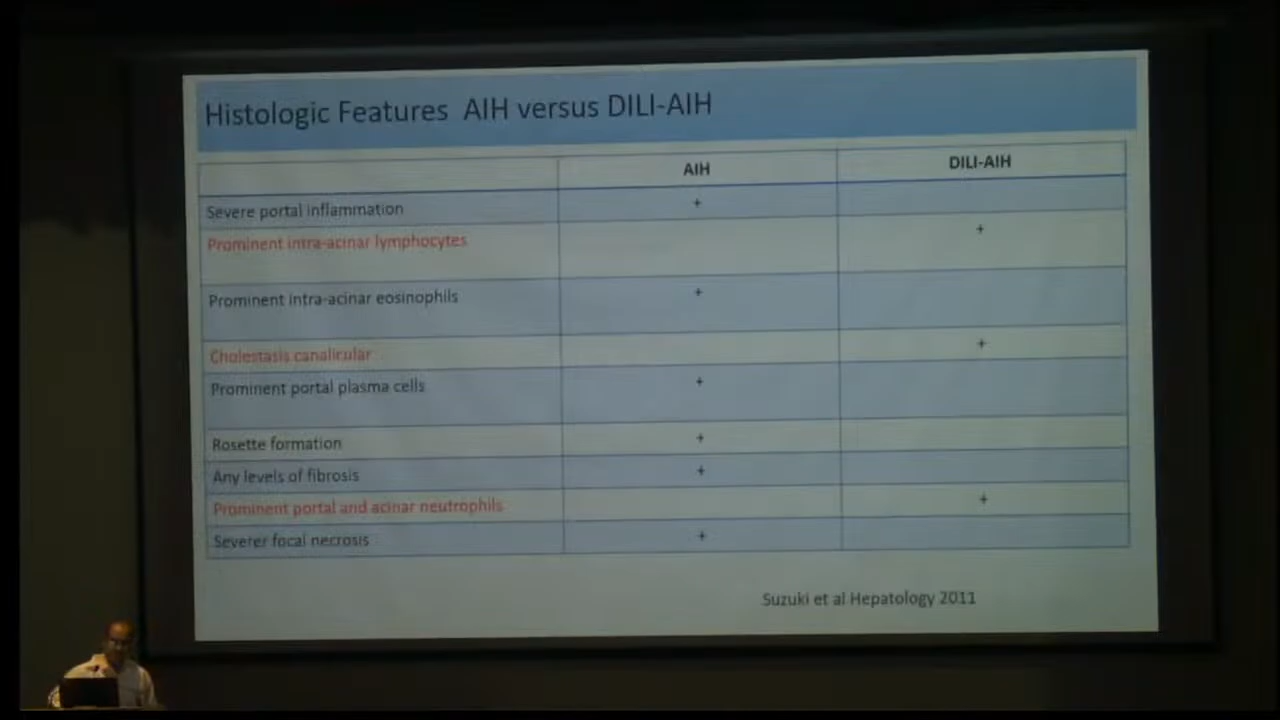 Histologic Features AIH versus DILI-AIH
AIH DILI-AIH
Severe portal inflammation +
Prominent intra-acinar lymphocytes +
Prominent intra-acinar eosinophils +
Cholestasis canalicular +
Prominent portal plasma cells +
Rosette formation +
Any levels of fibrosis +
Prominent portal and acinar neutrophils +
Severer focal necrosis +
Suzuki et al Hepatology 2011